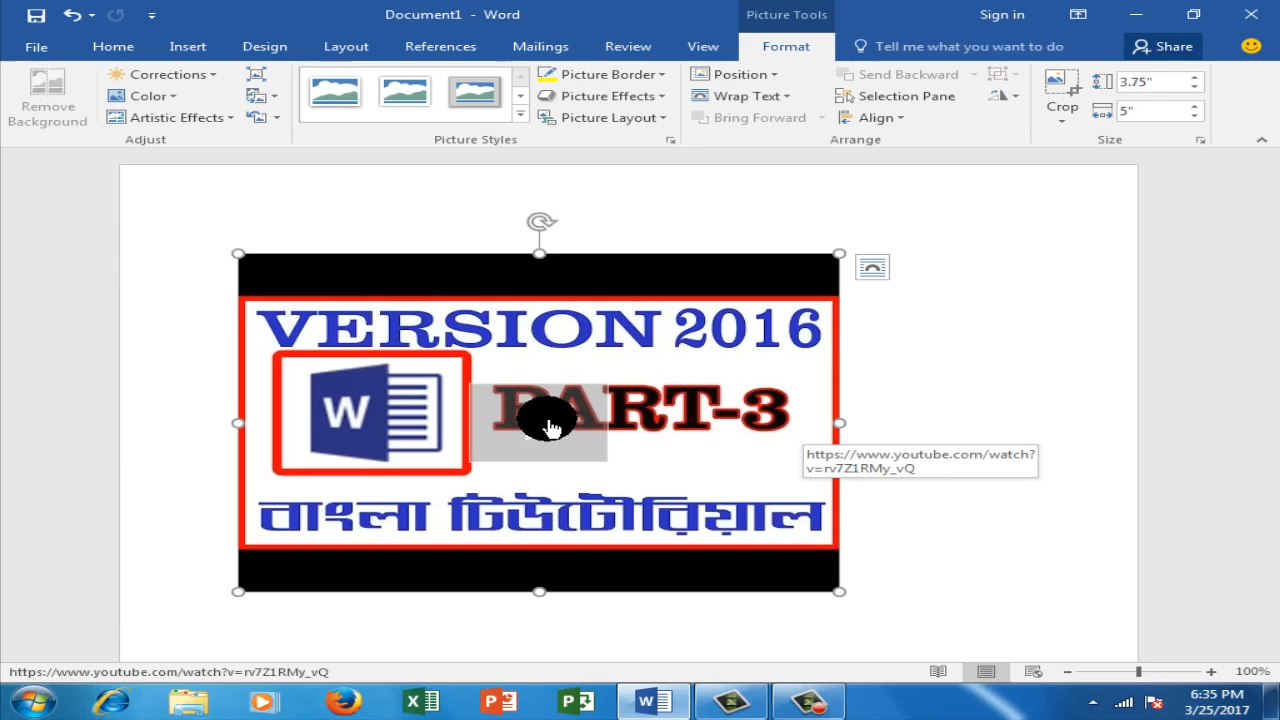 Document1 - Word
Picture Tools
Sign in
File
Home
Insert
Design
Layout
References
Mailings
Review
View
Format
Tell me what you want to do
Share
Remove
Background
Corrections
Color
Artistic Effects
Adjust
Picture Styles
Picture Border
Picture Effects
Picture Layout
Position
Wrap Text
Bring Forward
Send Backward
Selection Pane
Align
Arrange
Crop
3.75"
5"
Size
VERSION 2016
W
PART-3
https://www.youtube.com/watch?
v=rv7Z1RMy_vQ
বাংলা টিউটৌরিয়াল
https://www.youtube.com/watch?v=rv7Z1RMy_vQ
100%
6:35 PM
3/25/2017